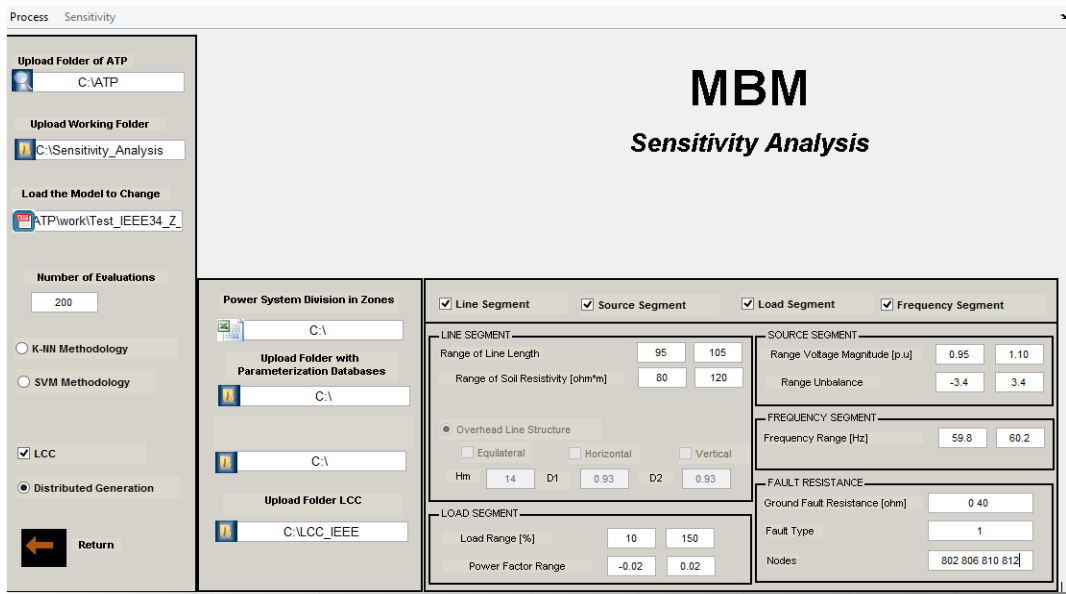 Process Sensitivity
Upload Folder of ATP
C:\ATP
Upload Working Folder
C:\Sensitivity_Analysis
Load the Model to Change
ATP\work\Test_IEEE34_Z_
Number of Evaluations
200
K-NN Methodology
SVM Methodology
LCC
Distributed Generation
Return
MBM
Sensitivity Analysis
Power System Division in Zones
C:\
Upload Folder with
Parameterization Databases
C:\
C:\
Upload Folder LCC
C:\LCC_IEEE
Line Segment Source Segment Load Segment Frequency Segment
LINE SEGMENT
Range of Line Length 95 105
Range of Soil Resistivity [ohm*m] 80 120
Overhead Line Structure
Equilateral Horizontal Vertical
Hm 14 D1 0.93 D2 0.93
LOAD SEGMENT
Load Range [%] 10 150
Power Factor Range -0.02 0.02
SOURCE SEGMENT
Range Voltage Magnitude [p.u] 0.95 1.10
Range Unbalance -3.4 3.4
FREQUENCY SEGMENT
Frequency Range [Hz] 59.8 60.2
FAULT RESISTANCE
Ground Fault Resistance [ohm] 0 40
Fault Type 1
Nodes 802 806 810 812